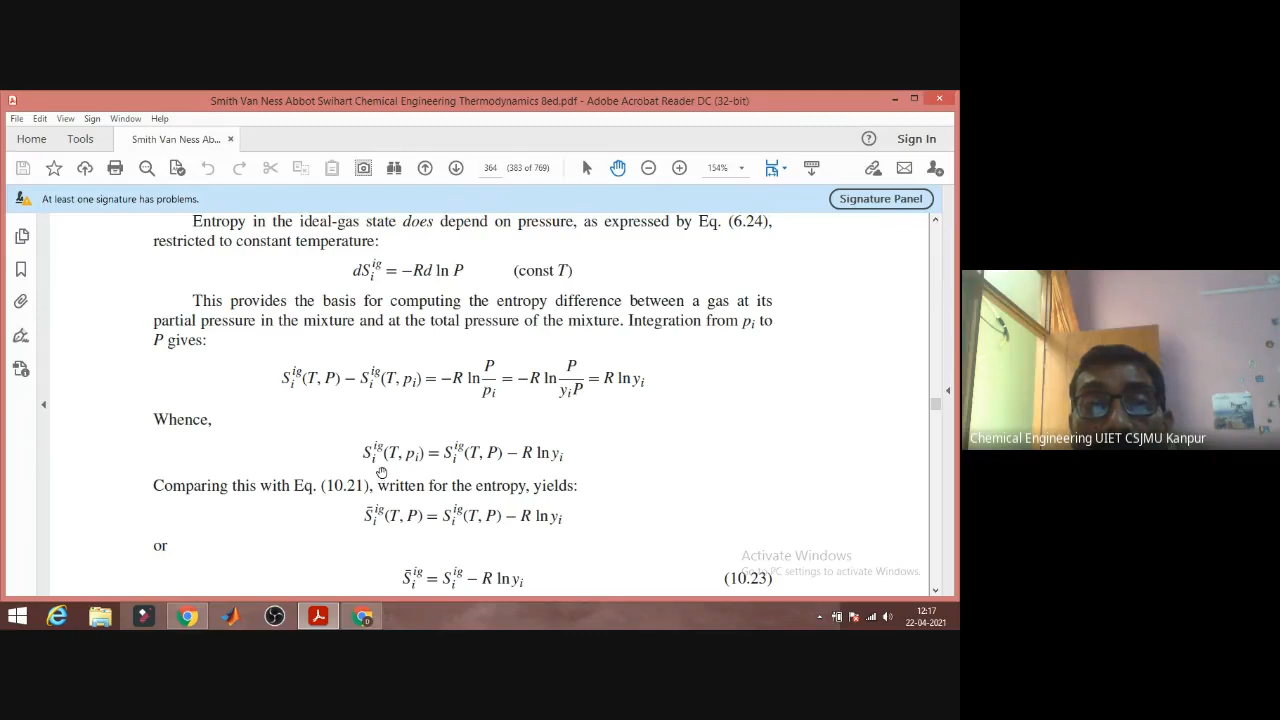 Smith Van Ness Abbot Swihart Chemical Engineering Thermodynamics 8ed.pdf - Adobe Acrobat Reader DC (32-bit)
File Edit View Sign Window Help
Home Tools Smith Van Ness Ab... × Sign In
364 (383 of 769) 154%
At least one signature has problems. Signature Panel
Entropy in the ideal-gas state does depend on pressure, as expressed by Eq. (6.24),
restricted to constant temperature:
dS_i^{ig} = −Rd ln P (const T)
This provides the basis for computing the entropy difference between a gas at its
partial pressure in the mixture and at the total pressure of the mixture. Integration from p_i to
P gives:
S_i^{ig}(T, P) − S_i^{ig}(T, p_i) = −R ln P/p_i = −R ln P/(y_i P) = R ln y_i
Whence,
S_i^{ig}(T, p_i) = S_i^{ig}(T, P) − R ln y_i
Comparing this with Eq. (10.21), written for the entropy, yields:
S̄_i^{ig}(T, P) = S_i^{ig}(T, P) − R ln y_i
or
S̄_i^{ig} = S_i^{ig} − R ln y_i (10.23)
Activate Windows
Go to PC settings to activate Windows.
Chemical Engineering UIET CSJMU Kanpur
12:17
22-04-2021